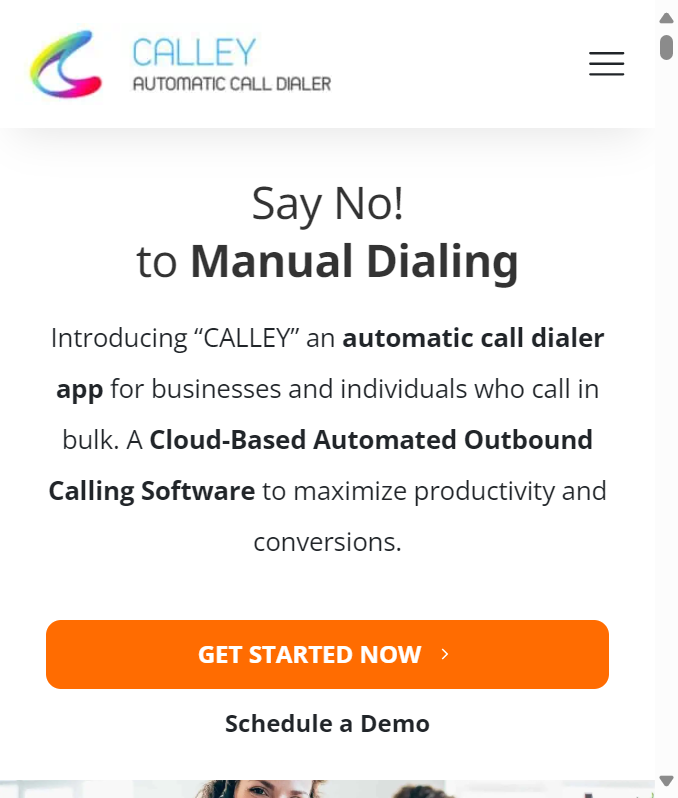 CALLEY
AUTOMATIC CALL DIALER
Say No!
to Manual Dialing
Introducing “CALLEY” an automatic call dialer
app for businesses and individuals who call in
bulk. A Cloud-Based Automated Outbound
Calling Software to maximize productivity and
conversions.
GET STARTED NOW
Schedule a Demo